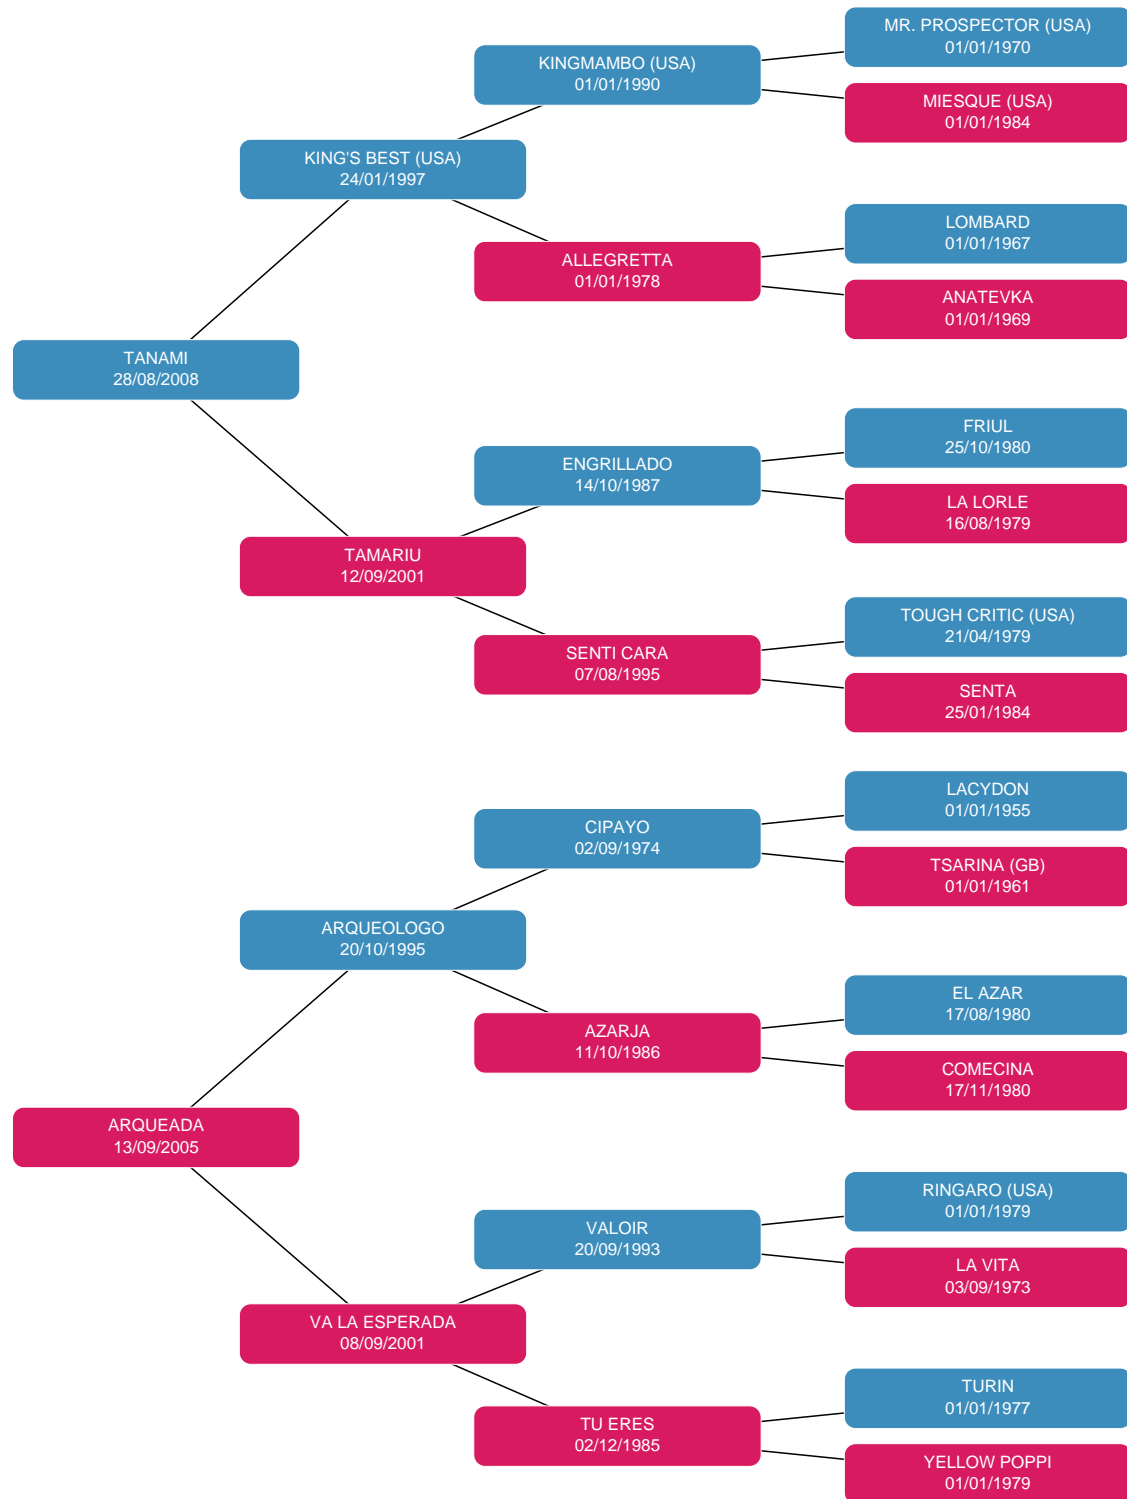 MR. PROSPECTOR (USA)
01/01/1970
KINGMAMBO (USA)
01/01/1990
MIESQUE (USA)
01/01/1984
KING'S BEST (USA)
24/01/1997
LOMBARD
01/01/1967
ALLEGRETTA
01/01/1978
ANATEVKA
01/01/1969
TANAMI
28/08/2008
FRIUL
25/10/1980
ENGRILLADO
14/10/1987
LA LORLE
16/08/1979
TAMARIU
12/09/2001
TOUGH CRITIC (USA)
21/04/1979
SENTI CARA
07/08/1995
SENTA
25/01/1984
LACYDON
01/01/1955
CIPAYO
02/09/1974
TSARINA (GB)
01/01/1961
ARQUEOLOGO
20/10/1995
EL AZAR
17/08/1980
AZARJA
11/10/1986
COMECINA
17/11/1980
ARQUEADA
13/09/2005
RINGARO (USA)
01/01/1979
VALOIR
20/09/1993
LA VITA
03/09/1973
VA LA ESPERADA
08/09/2001
TURIN
01/01/1977
TU ERES
02/12/1985
YELLOW POPPI
01/01/1979